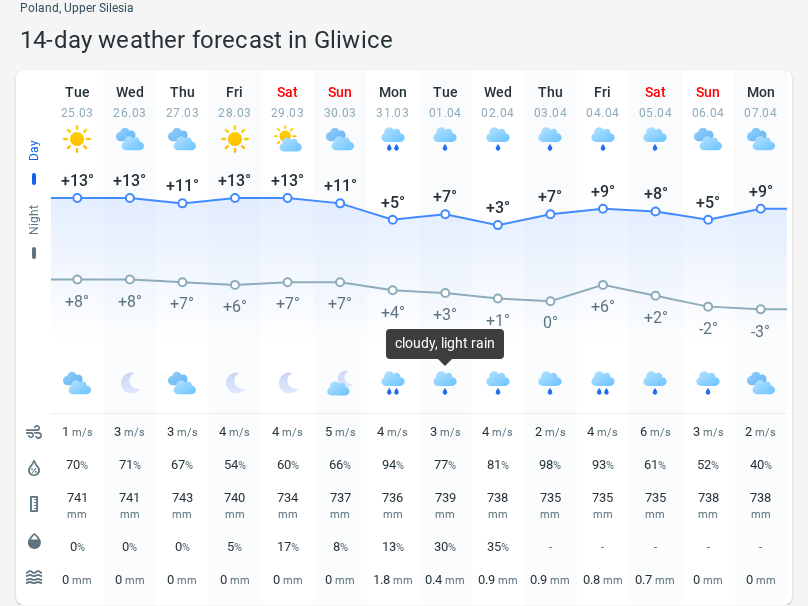 Poland, Upper Silesia
14-day weather forecast in Gliwice
Tue Wed Thu Fri Sat Sun Mon Tue Wed Thu Fri Sat Sun Mon
25.03 26.03 27.03 28.03 29.03 30.03 31.03 01.04 02.04 03.04 04.04 05.04 06.04 07.04
Day
+13° +13° +11° +13° +13° +11° +5° +7° +3° +7° +9° +8° +5° +9°
Night
+8° +8° +7° +6° +7° +7° +4° +3° +1° 0° +6° +2° -2° -3°
cloudy, light rain
1 m/s 3 m/s 3 m/s 4 m/s 4 m/s 5 m/s 4 m/s 3 m/s 4 m/s 2 m/s 4 m/s 6 m/s 3 m/s 2 m/s
70% 71% 67% 54% 60% 66% 94% 77% 81% 98% 93% 61% 52% 40%
741 741 743 740 734 737 736 739 738 735 735 735 738 738
mm mm mm mm mm mm mm mm mm mm mm mm mm mm
0% 0% 0% 5% 17% 8% 13% 30% 35% - - - - -
0 mm 0 mm 0 mm 0 mm 0 mm 0 mm 1.8 mm 0.4 mm 0.9 mm 0.9 mm 0.8 mm 0.7 mm 0 mm 0 mm